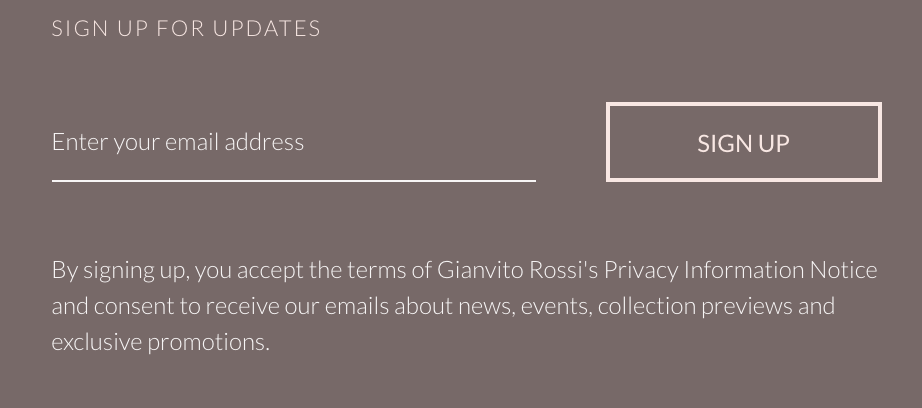 SIGN UP FOR UPDATES
Enter your email address
SIGN UP
By signing up, you accept the terms of Gianvito Rossi's Privacy Information Notice
and consent to receive our emails about news, events, collection previews and
exclusive promotions.